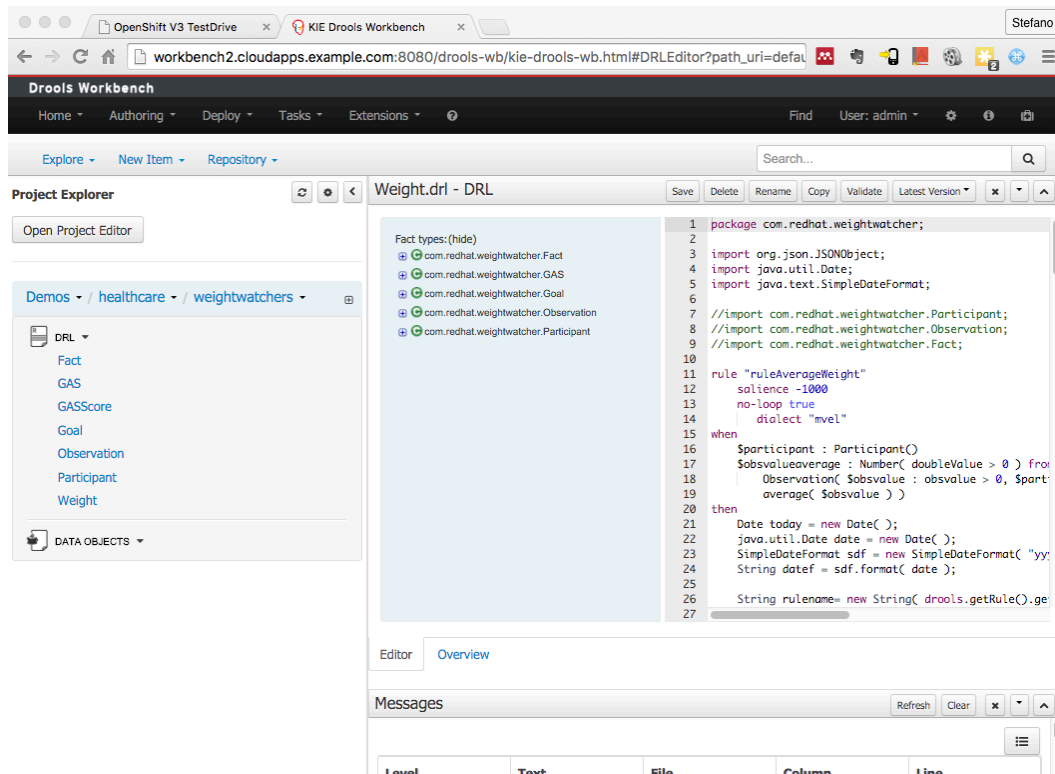 OpenShift V3 TestDrive
KIE Drools Workbench
Stefano
workbench2.cloudapps.example.com:8080/drools-wb/kie-drools-wb.html#DRLEditor?path_uri=defau
2
Drools Workbench
Home Authoring Deploy Tasks Extensions Find User: admin
Explore New Item Repository Search...
Project Explorer
Open Project Editor
Demos / healthcare / weightwatchers
DRL
Fact
GAS
GASScore
Goal
Observation
Participant
Weight
DATA OBJECTS
Weight.drl - DRL
Save Delete Rename Copy Validate Latest Version
Fact types:(hide)
com.redhat.weightwatcher.Fact
com.redhat.weightwatcher.GAS
com.redhat.weightwatcher.Goal
com.redhat.weightwatcher.Observation
com.redhat.weightwatcher.Participant
1 package com.redhat.weightwatcher;
2
3 import org.json.JSONObject;
4 import java.util.Date;
5 import java.text.SimpleDateFormat;
6
7 //import com.redhat.weightwatcher.Participant;
8 //import com.redhat.weightwatcher.Observation;
9 //import com.redhat.weightwatcher.Fact;
10
11 rule "ruleAverageWeight"
12 salience -1000
13 no-loop true
14 dialect "mvel"
15 when
16 $participant : Participant()
17 $obsvalueaverage : Number( doubleValue > 0 ) from
18 Observation( $obsvalue : obsvalue > 0, $part
19 average( $obsvalue ) )
20 then
21 Date today = new Date( );
22 java.util.Date date = new Date( );
23 SimpleDateFormat sdf = new SimpleDateFormat( "yyy
24 String datef = sdf.format( date );
25
26 String rulename= new String( drools.getRule().ge
27
Editor Overview
Messages
Refresh Clear
Level Text File Column Line